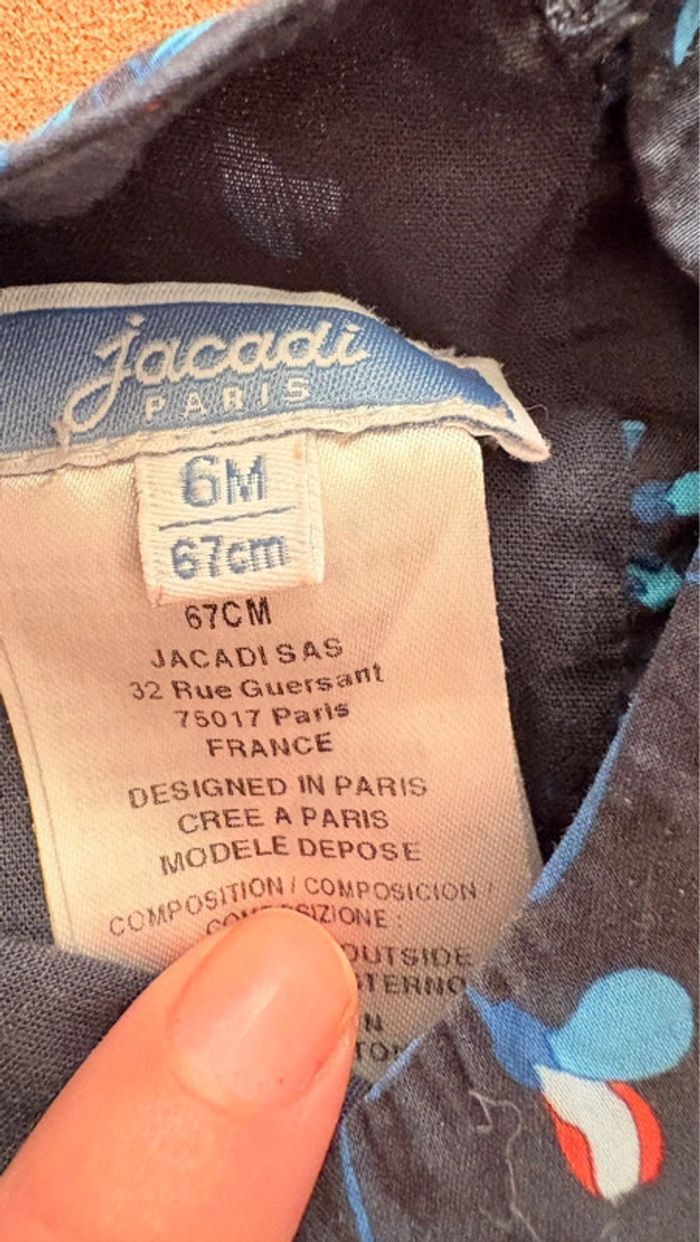 jacadi
PARIS
6M
67cm
67CM
JACADI SAS
32 Rue Guersant
75017 Paris
FRANCE
DESIGNED IN PARIS
CREE A PARIS
MODELE DEPOSE
COMPOSITION / COMPOSICION /
OUTSIDE